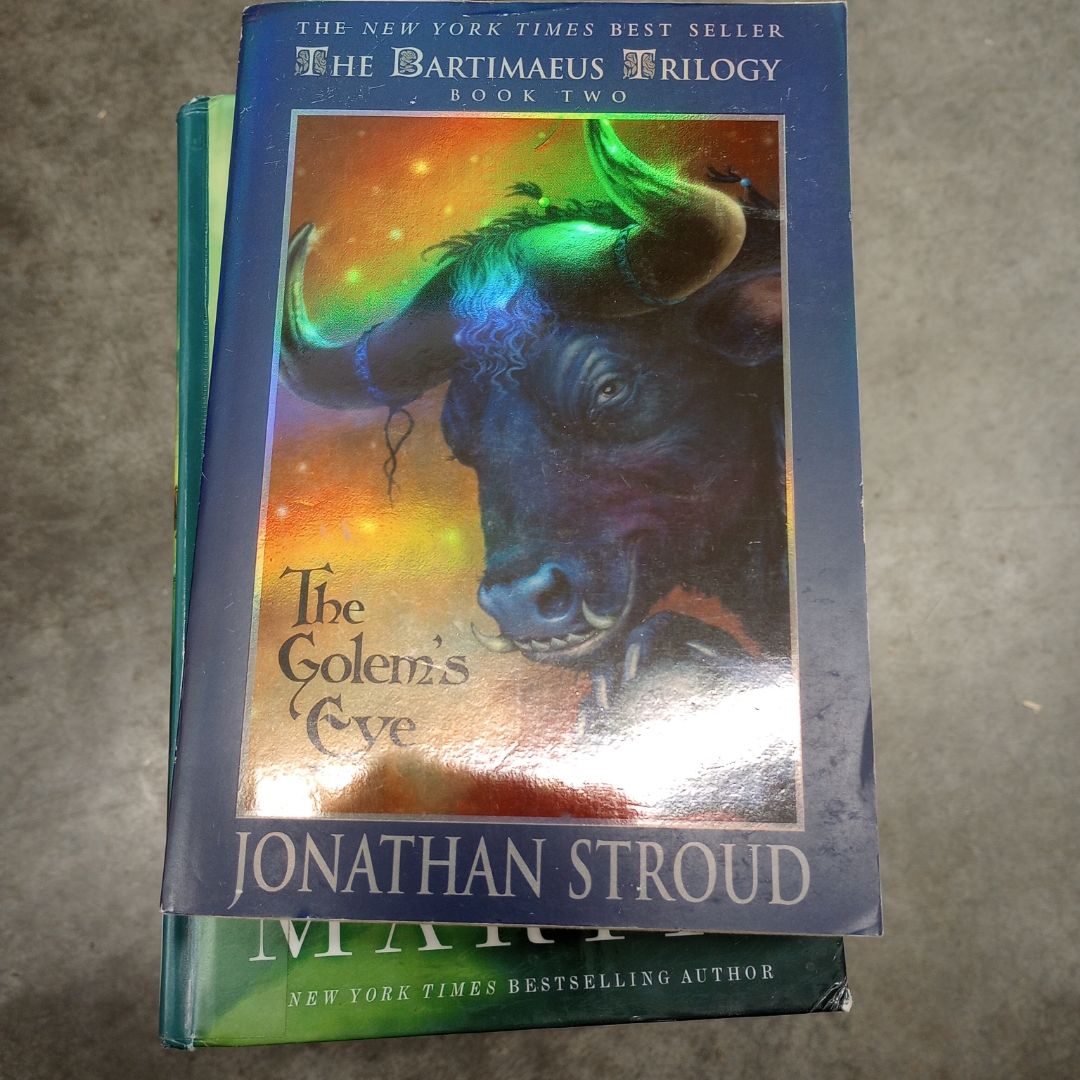 THE NEW YORK TIMES BEST SELLER
THE BARTIMAEUS TRILOGY
BOOK TWO
The
Golem's
Eye
JONATHAN STROUD
NEW YORK TIMES BESTSELLING AUTHOR